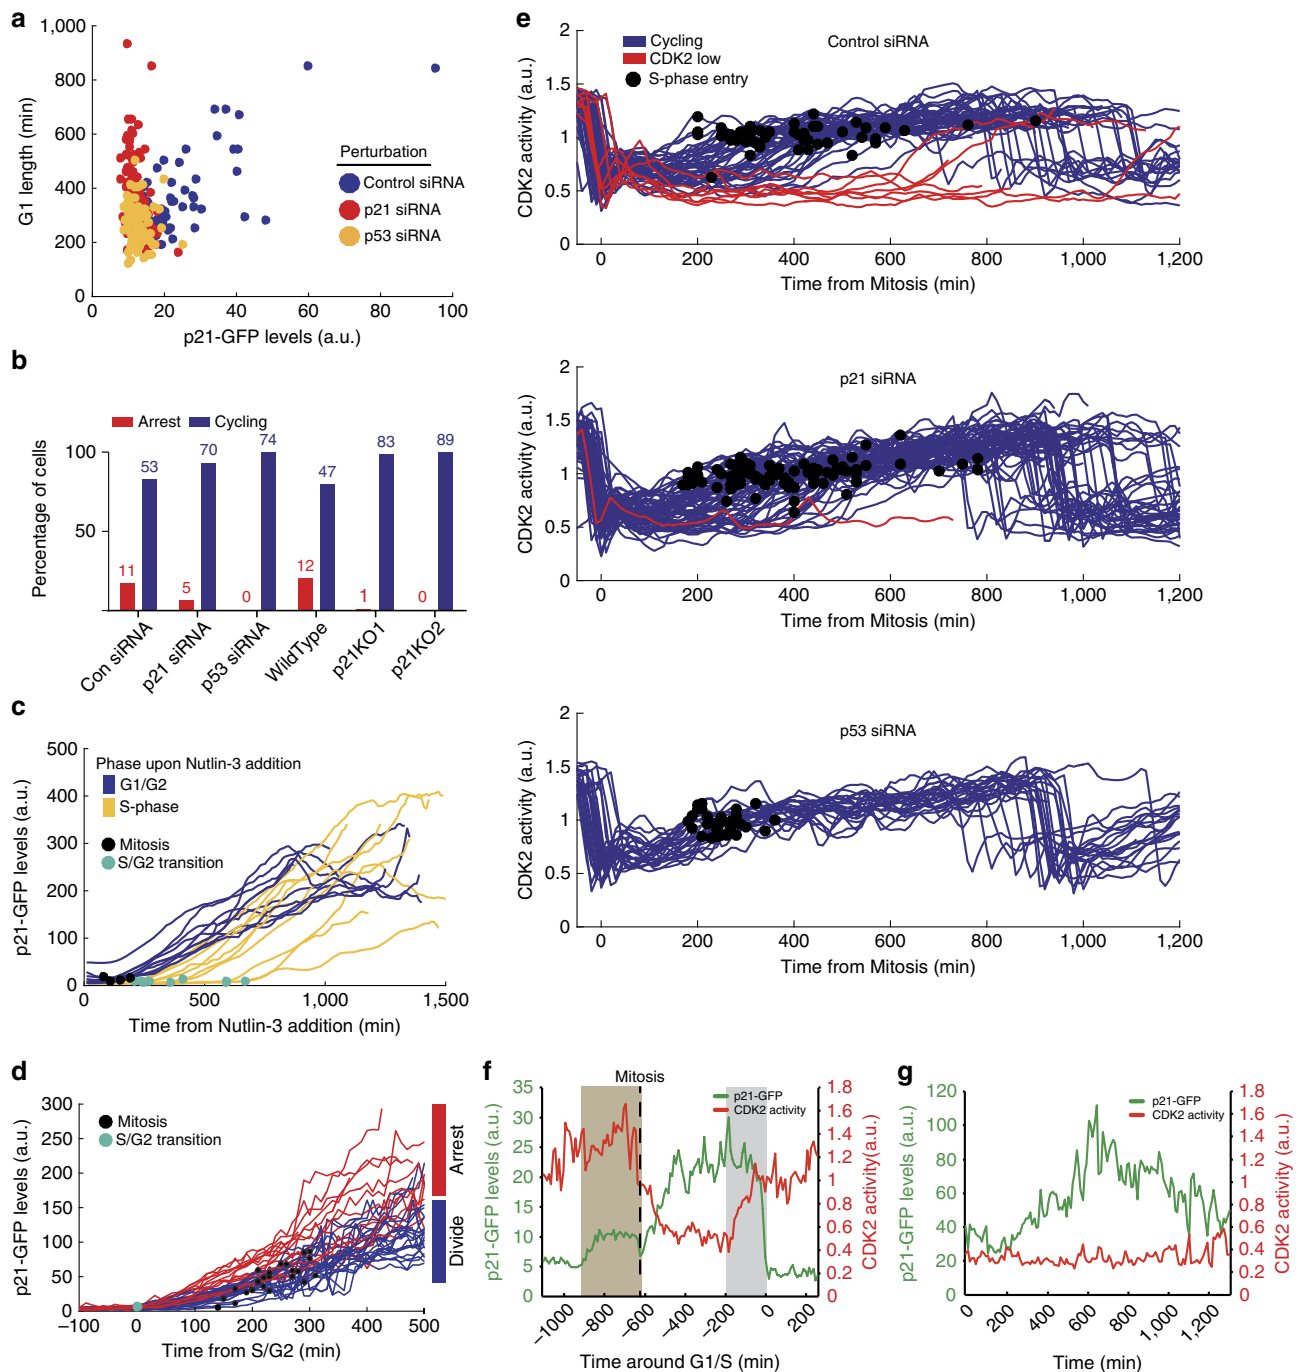 a
1,000
800
600
400
200
0
G1 length (min)
0 20 40 60 80 100
p21-GFP levels (a.u.)
Perturbation
Control siRNA
p21 siRNA
p53 siRNA
b
Arrest Cycling
Percentage of cells
100
50
11 53
5 70
0 74
12 47
1 83
0 89
Con siRNA
p21 siRNA
p53 siRNA
WildType
p21KO1
p21KO2
c
500
400
300
200
100
0
p21-GFP levels (a.u.)
Phase upon Nutlin-3 addition
G1/G2
S-phase
Mitosis
S/G2 transition
0 500 1,000 1,500
Time from Nutlin-3 addition (min)
d
300
250
200
150
100
50
0
p21-GFP levels (a.u.)
Mitosis
S/G2 transition
Arrest
Divide
−100 0 100 200 300 400 500
Time from S/G2 (min)
e
2
1.5
1
0.5
0
CDK2 activity (a.u.)
Cycling
CDK2 low
S-phase entry
Control siRNA
0 200 400 600 800 1,000 1,200
Time from Mitosis (min)
2
1.5
1
0.5
0
CDK2 activity (a.u.)
p21 siRNA
0 200 400 600 800 1,000 1,200
Time from Mitosis (min)
2
1.5
1
0.5
0
CDK2 activity (a.u.)
p53 siRNA
0 200 400 600 800 1,000 1,200
Time from Mitosis (min)
f
35
30
25
20
15
10
5
0
p21-GFP levels (a.u.)
Mitosis
p21-GFP
CDK2 activity
1.8
1.6
1.4
1.2
1
0.8
0.6
0.4
0.2
0
CDK2 activity(a.u.)
−1000 −800 −600 −400 −200 0 200
Time around G1/S (min)
g
120
100
80
60
40
20
0
p21-GFP levels (a.u.)
p21-GFP
CDK2 activity
1.8
1.6
1.4
1.2
1
0.8
0.6
0.4
0.2
0
CDK2 activity (a.u.)
0 200 400 600 800 1,000 1,200
Time (min)